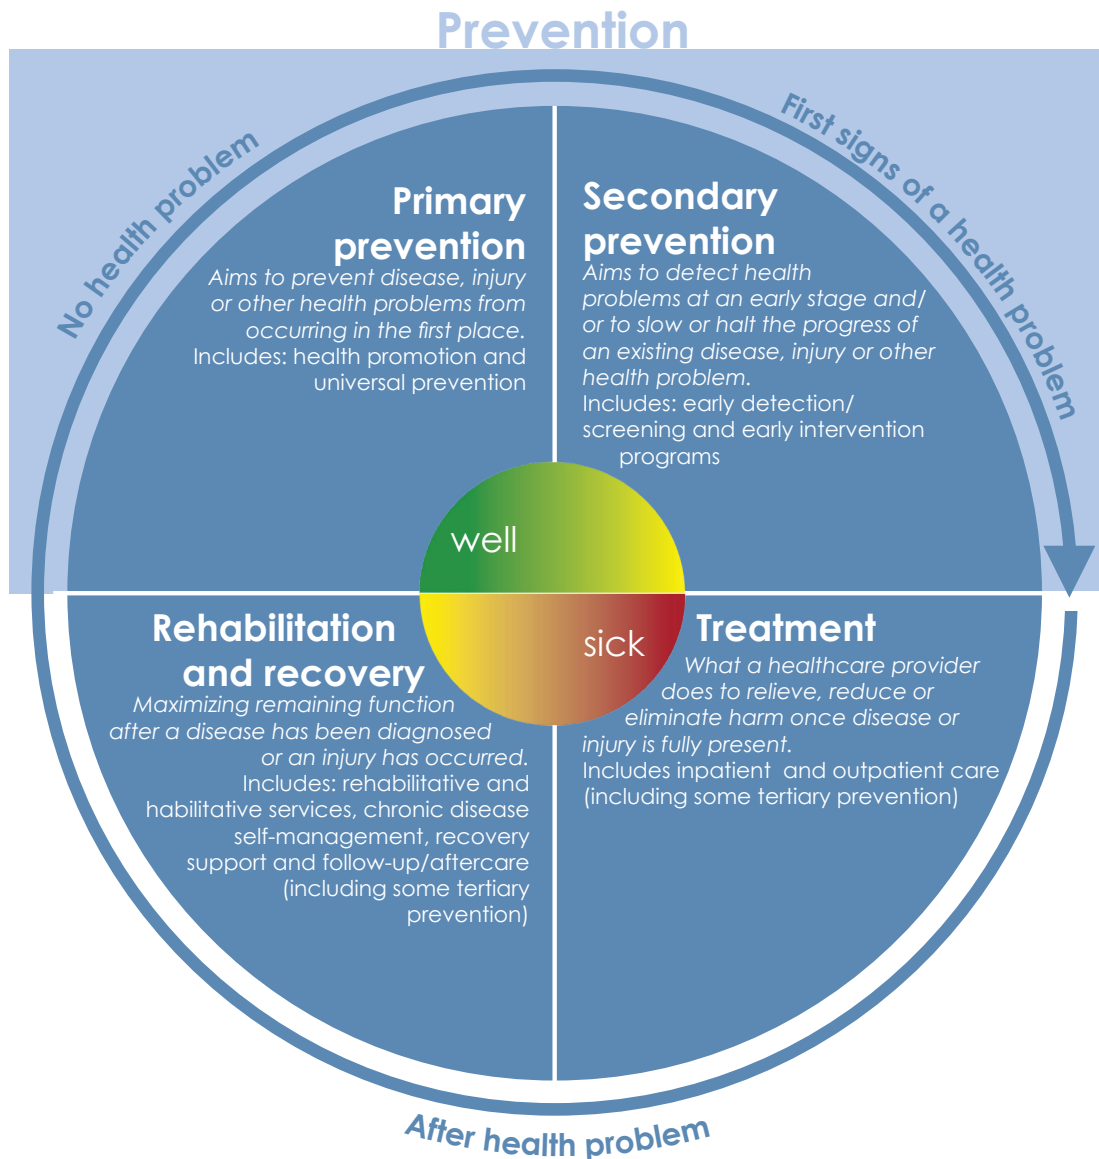 Prevention
No health problem
First signs of a health problem
Primary
prevention
Aims to prevent disease, injury
or other health problems from
occurring in the first place.
Includes: health promotion and
universal prevention
Secondary
prevention
Aims to detect health
problems at an early stage and/
or to slow or halt the progress of
an existing disease, injury or other
health problem.
Includes: early detection/
screening and early intervention
programs
well
sick
Rehabilitation
and recovery
Maximizing remaining function
after a disease has been diagnosed
or an injury has occurred.
Includes: rehabilitative and
habilitative services, chronic disease
self-management, recovery
support and follow-up/aftercare
(including some tertiary
prevention)
Treatment
What a healthcare provider
does to relieve, reduce or
eliminate harm once disease or
injury is fully present.
Includes inpatient and outpatient care
(including some tertiary prevention)
After health problem